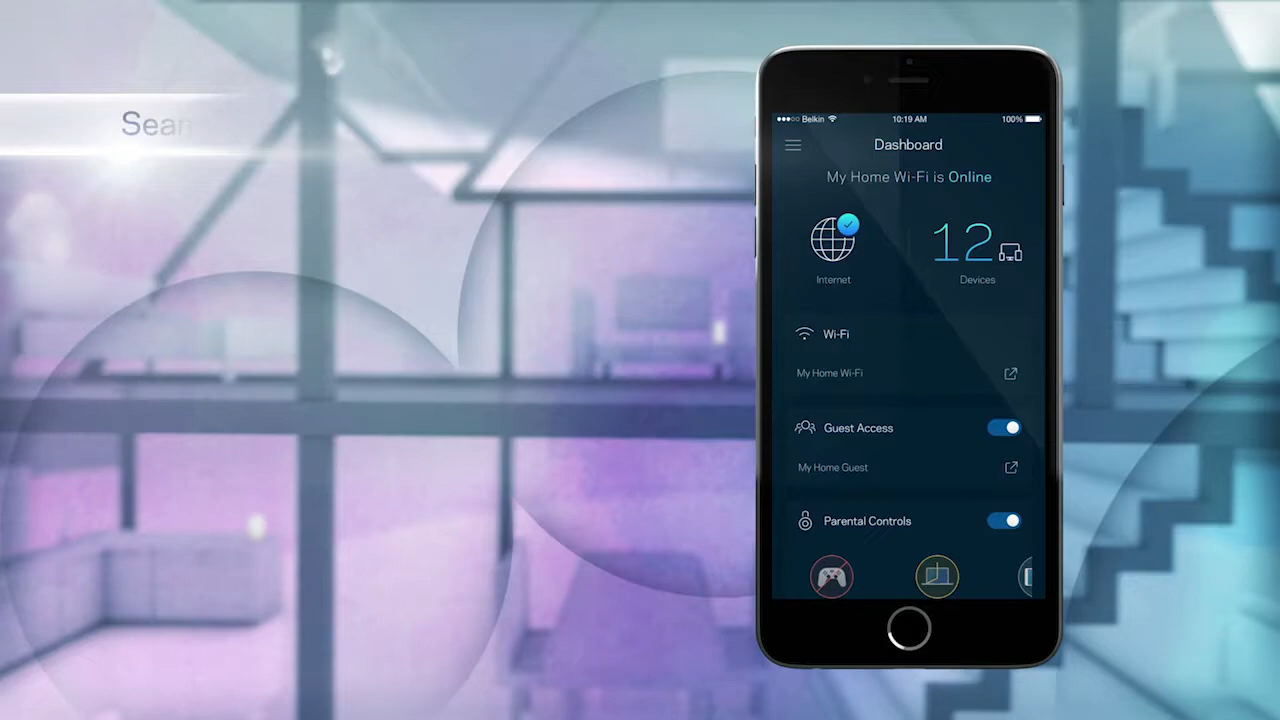 Sean
Belkin
10:19 AM
100%
Dashboard
My Home Wi-Fi is Online
12
Internet
Devices
Wi-Fi
My Home Wi-Fi
Guest Access
My Home Guest
Parental Controls